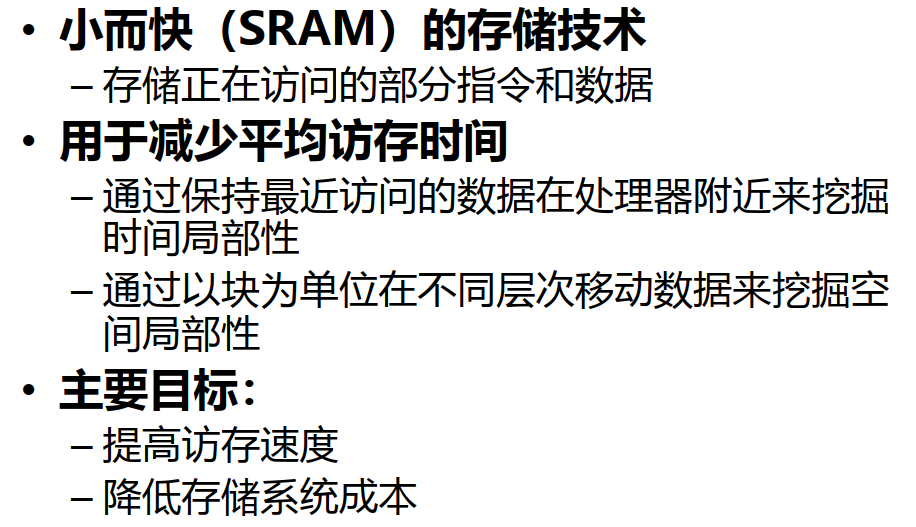 • 小而快（SRAM）的存储技术
– 存储正在访问的部分指令和数据
• 用于减少平均访存时间
– 通过保持最近访问的数据在处理器附近来挖掘
时间局部性
– 通过以块为单位在不同层次移动数据来挖掘空
间局部性
• 主要目标：
– 提高访存速度
– 降低存储系统成本